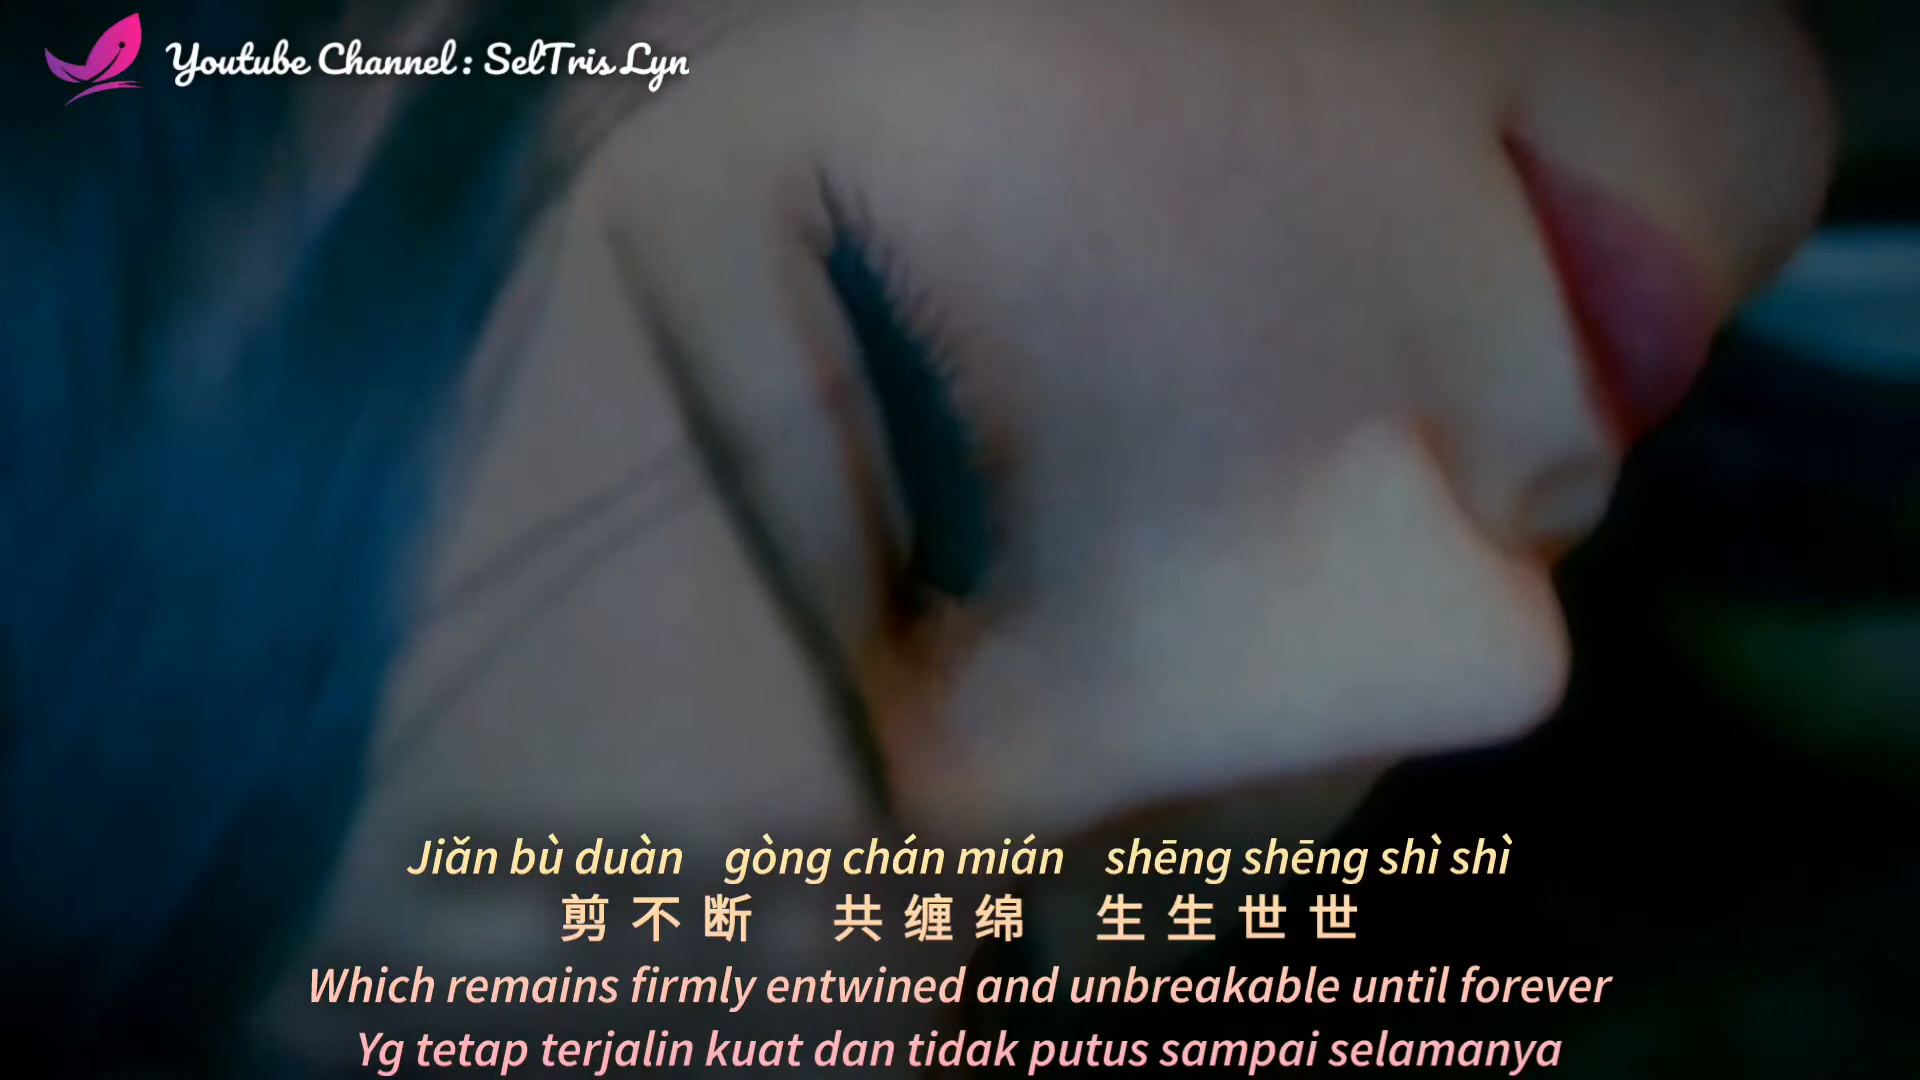 Youtube Channel : SelTris Lyn
Jiǎn bù duàn gòng chán mián shēng shēng shì shì
剪不断 共缠绵 生生世世
Which remains firmly entwined and unbreakable until forever
Yg tetap terjalin kuat dan tidak putus sampai selamanya